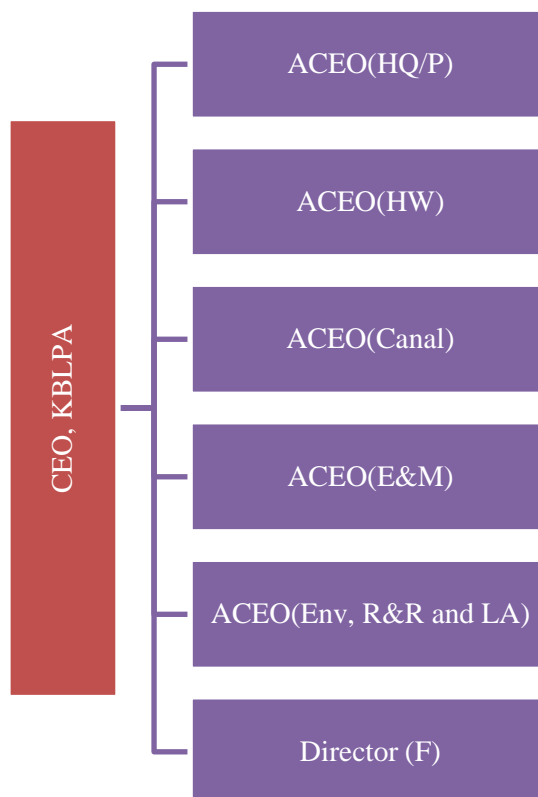 CEO, KBLPA
ACEO(HQ/P)
ACEO(HW)
ACEO(Canal)
ACEO(E&M)
ACEO(Env, R&R and LA)
Director (F)